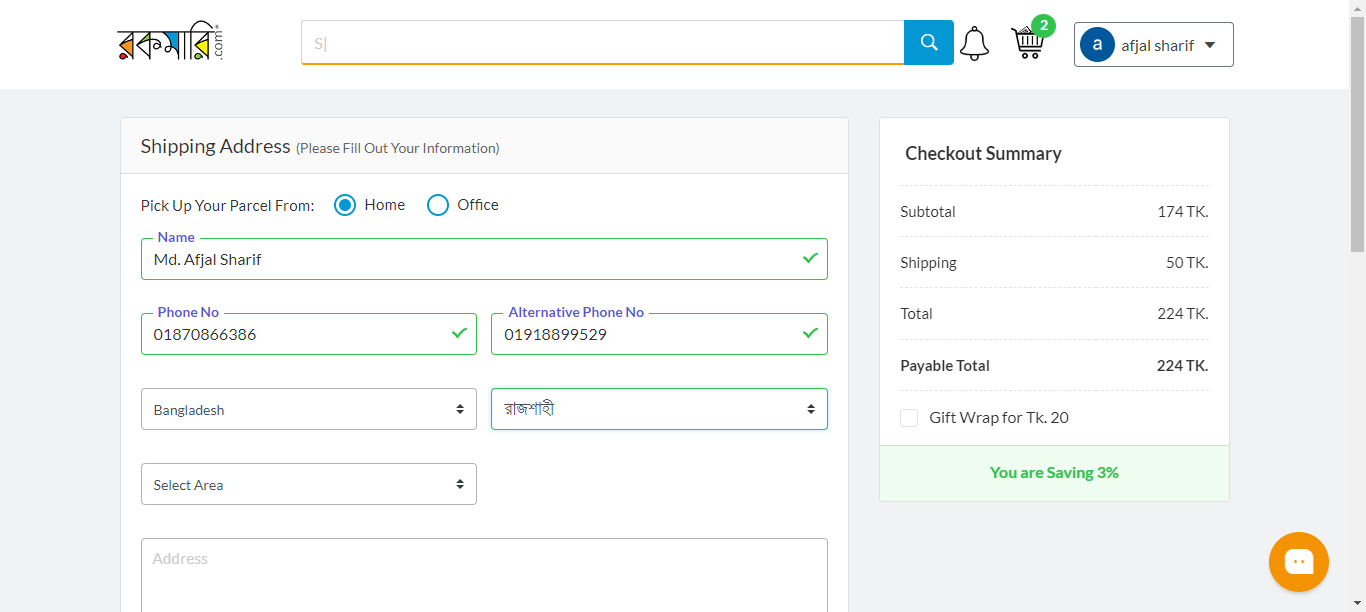 রকমারি.com
S|
2
a afjal sharif
Shipping Address (Please Fill Out Your Information)
Pick Up Your Parcel From: Home Office
Name
Md. Afjal Sharif
Phone No Alternative Phone No
01870866386 01918899529
Bangladesh রাজশাহী
Select Area
Address
Checkout Summary
Subtotal 174 TK.
Shipping 50 TK.
Total 224 TK.
Payable Total 224 TK.
Gift Wrap for Tk. 20
You are Saving 3%